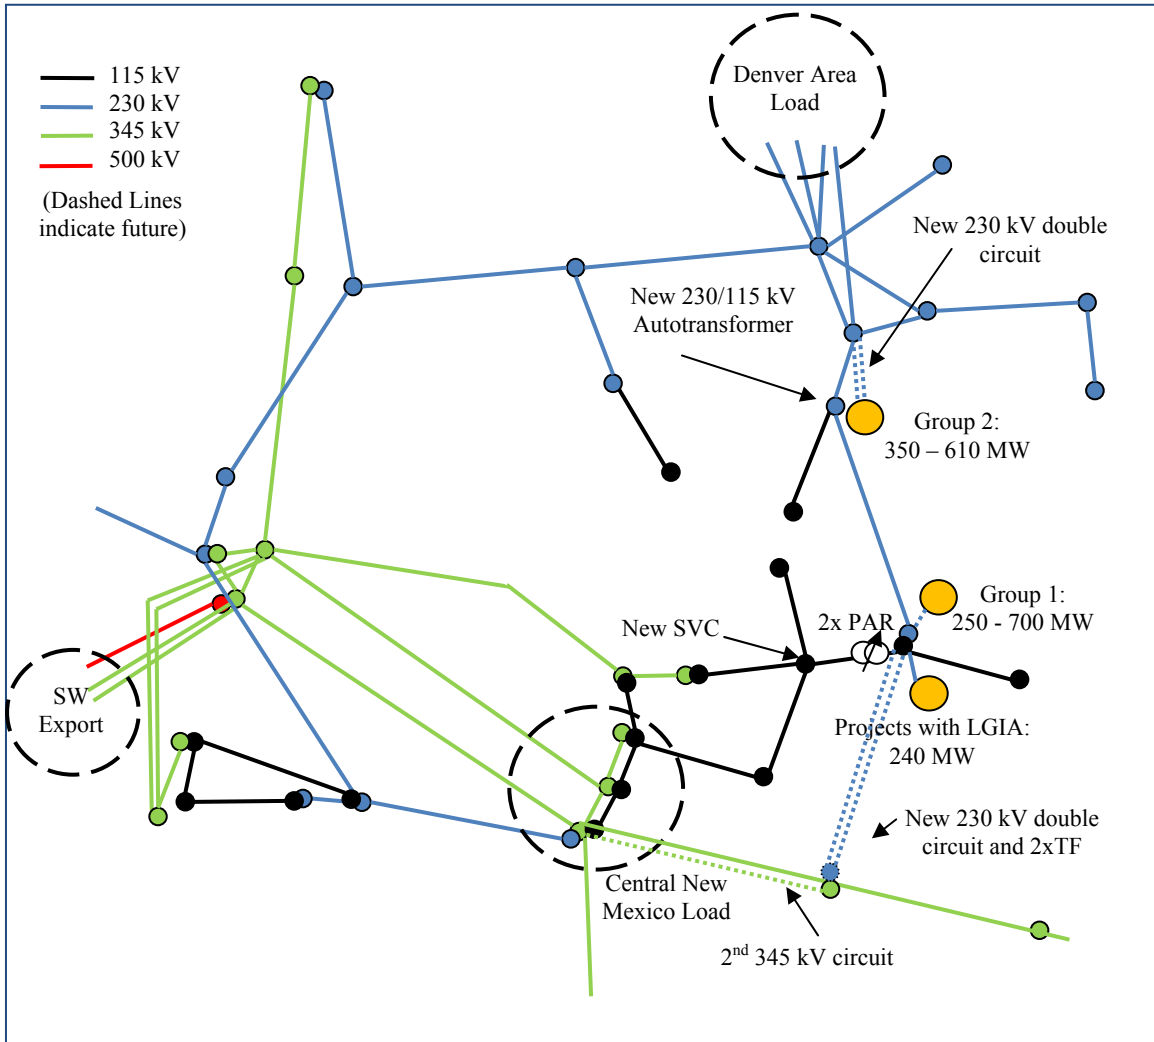 115 kV
230 kV
345 kV
500 kV
(Dashed Lines
indicate future)
Denver Area
Load
New 230 kV double
circuit
New 230/115 kV
Autotransformer
Group 2:
350 – 610 MW
Group 1:
250 - 700 MW
2x PAR
New SVC
SW
Export
Projects with LGIA:
240 MW
New 230 kV double
circuit and 2xTF
Central New
Mexico Load
2nd 345 kV circuit